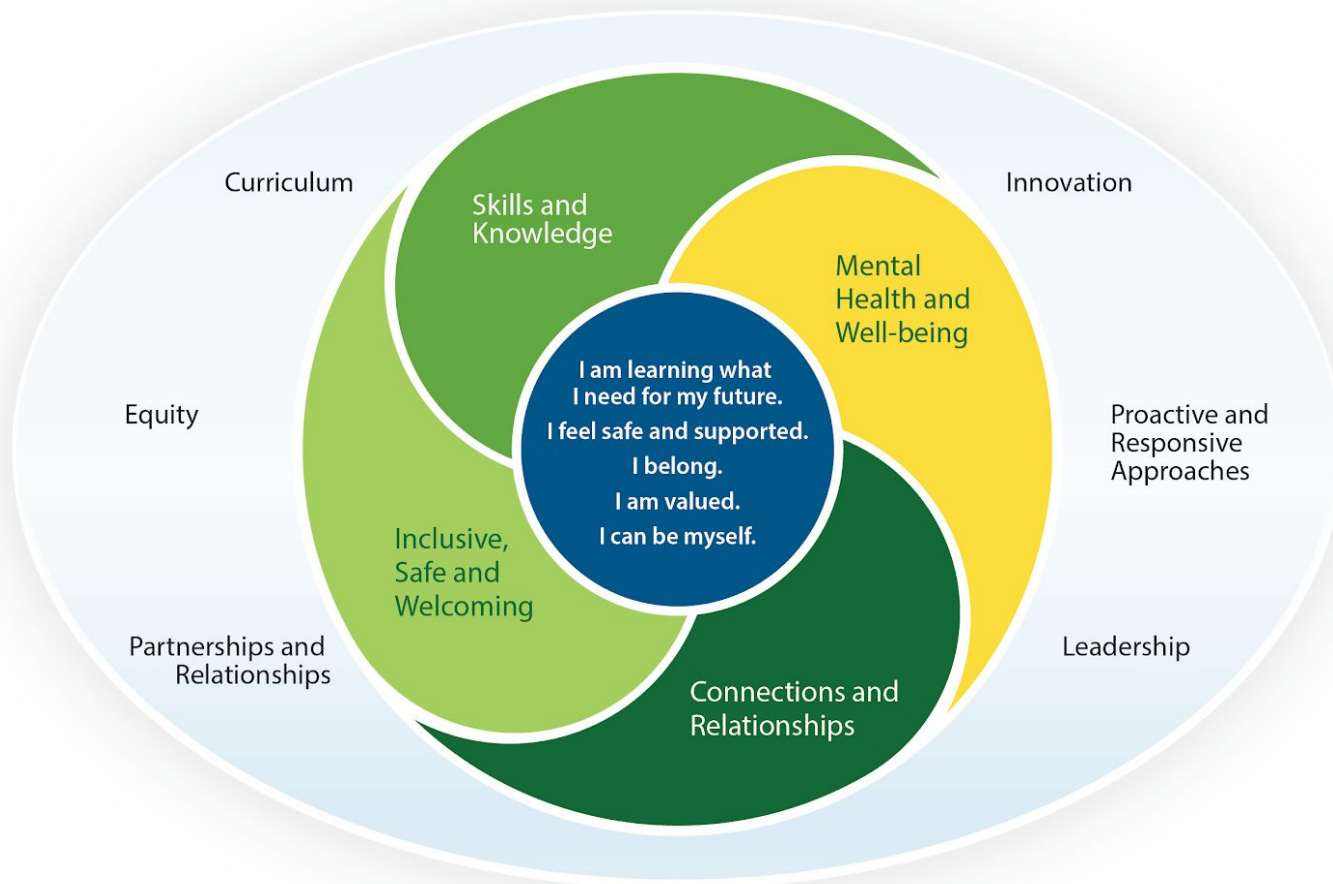 Curriculum
Innovation
Skills and
Knowledge
Mental
Health and
Well-being
I am learning what
I need for my future.
I feel safe and supported.
I belong.
I am valued.
I can be myself.
Equity
Proactive and
Responsive
Approaches
Inclusive,
Safe and
Welcoming
Partnerships and
Relationships
Leadership
Connections and
Relationships